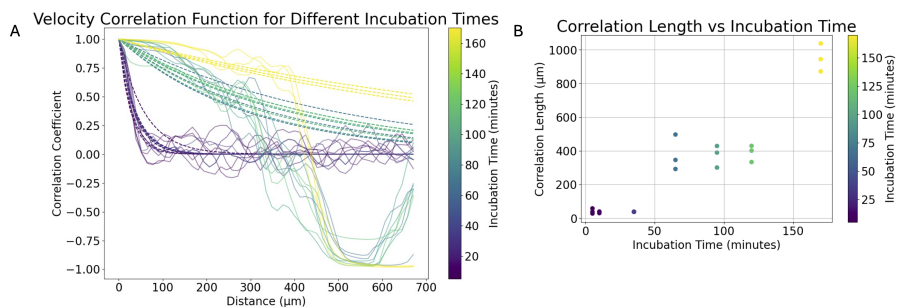 A
Velocity Correlation Function for Different Incubation Times
Correlation Coefficient
1.00
0.75
0.50
0.25
0.00
−0.25
−0.50
−0.75
−1.00
0 100 200 300 400 500 600 700
Distance (μm)
160
140
120
100
80
60
40
20
Incubation Time (minutes)
B
Correlation Length vs Incubation Time
Correlation Length (μm)
1000
800
600
400
200
0
0 50 100 150
Incubation Time (minutes)
150
125
100
75
50
25
Incubation Time (minutes)